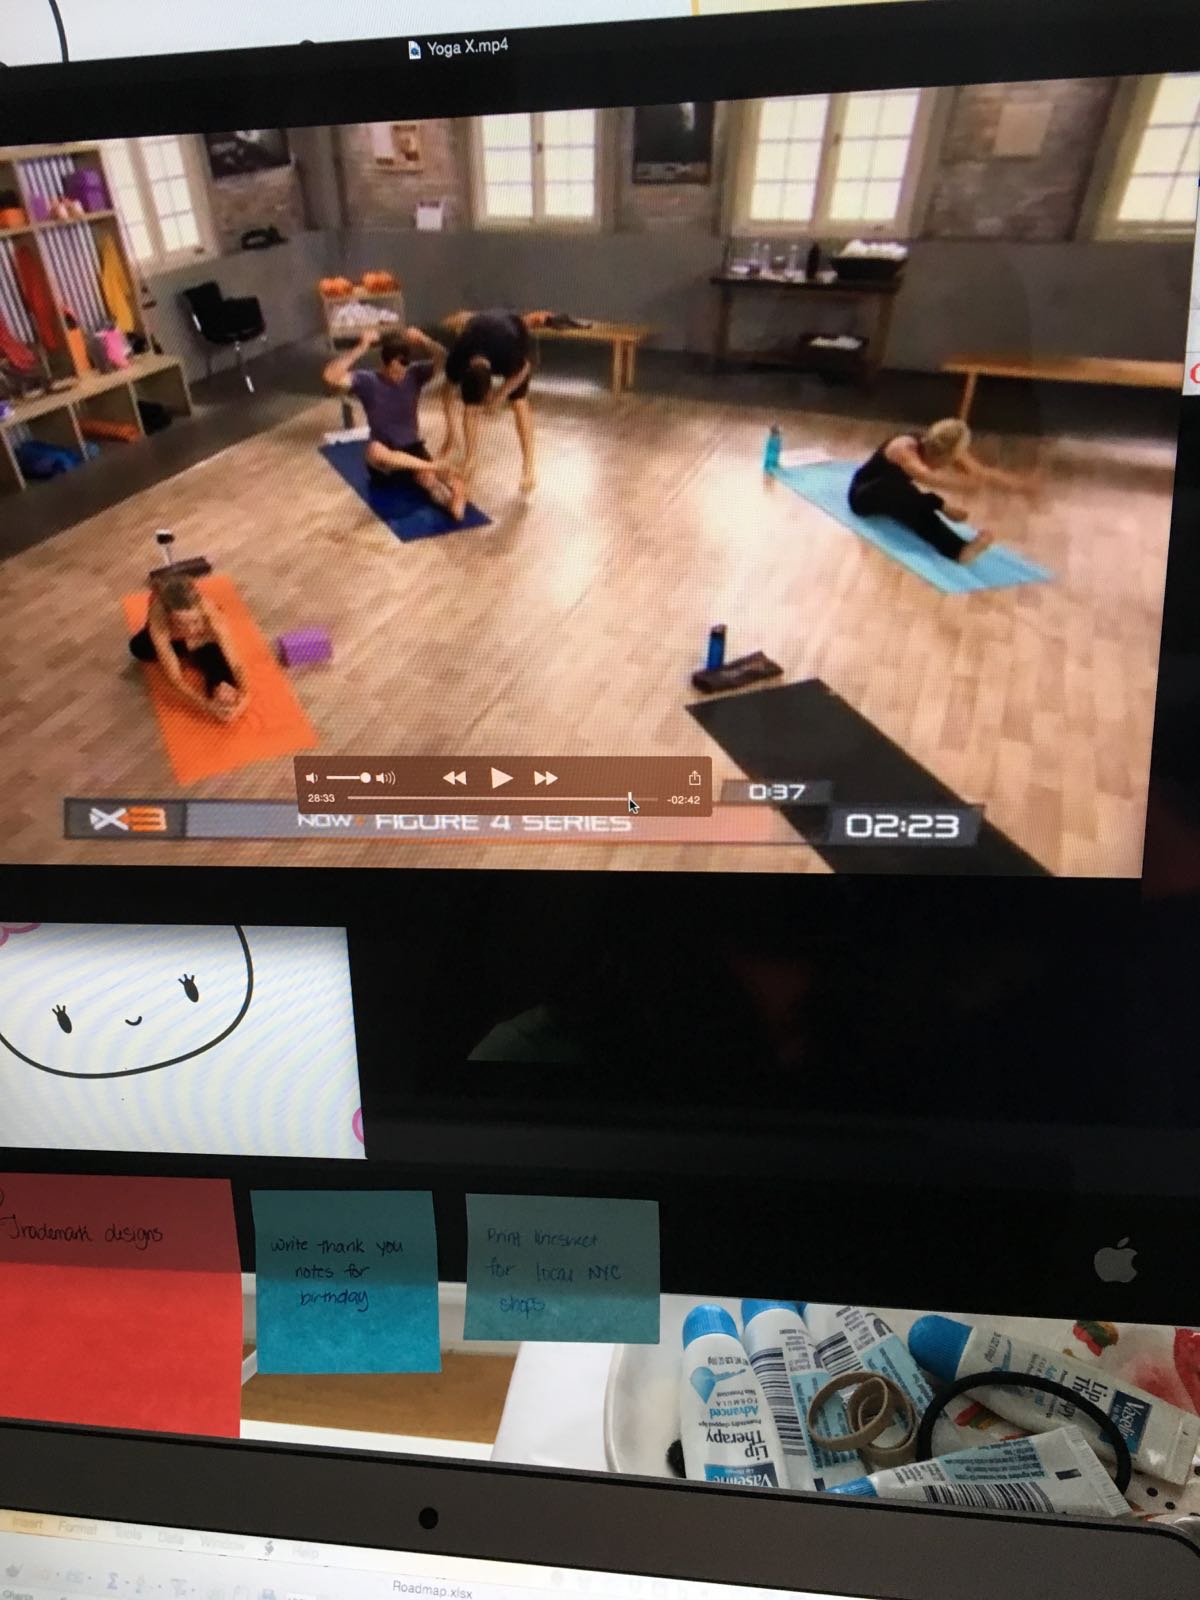 Yoga X.mp4
28:33
-02:42
0:37
X3
NOW FIGURE 4 SERIES
02:23
Trademark designs
Write thank you
notes for
birthday
Print linesheet
for local NYC
shops
Advanced
FORMULA
Lip
Therapy
Vaseline
Lip
Vaseline
Insert Format Tools Data Window Help
Roadmap.xlsx
Charts